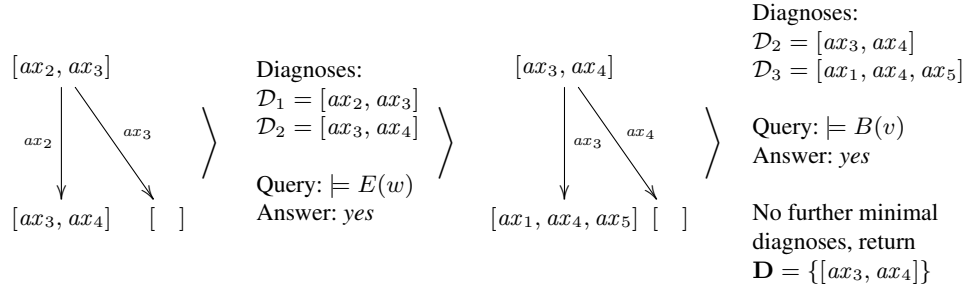 [ax₂, ax₃]
ax₂
ax₃
[ax₃, ax₄] [ ]
Diagnoses:
𝒟₁ = [ax₂, ax₃]
𝒟₂ = [ax₃, ax₄]
Query: ⊨ E(w)
Answer: yes
[ax₃, ax₄]
ax₃
ax₄
[ax₁, ax₄, ax₅] [ ]
Diagnoses:
𝒟₂ = [ax₃, ax₄]
𝒟₃ = [ax₁, ax₄, ax₅]
Query: ⊨ B(v)
Answer: yes
No further minimal
diagnoses, return
𝐃 = {[ax₃, ax₄]}